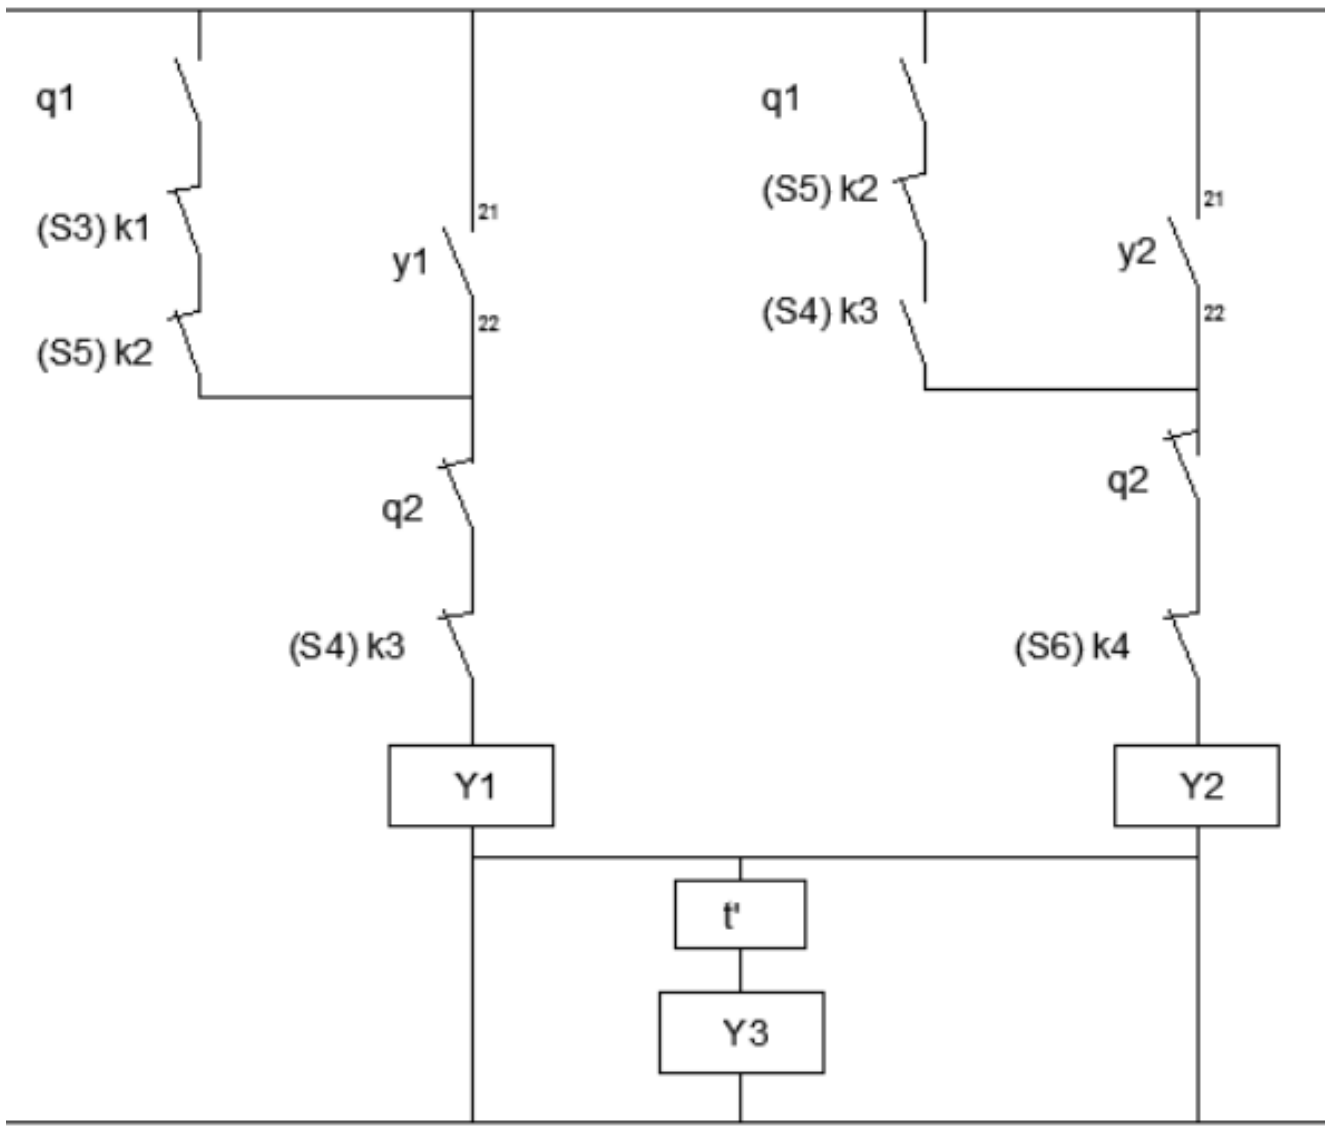 q1
(S3) k1
(S5) k2
y1
21
22
q2
(S4) k3
Y1
q1
(S5) k2
(S4) k3
y2
21
22
q2
(S6) k4
Y2
t'
Y3